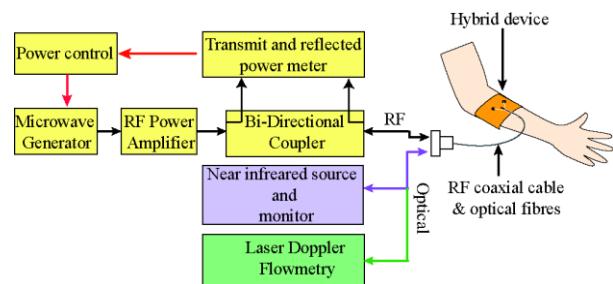 Hybrid device
Power control
Transmit and reflected
power meter
Microwave
Generator
RF Power
Amplifier
Bi-Directional
Coupler
RF
Near infreared source
and
monitor
Optical
RF coaxial cable
& optical fibres
Laser Doppler
Flowmetry